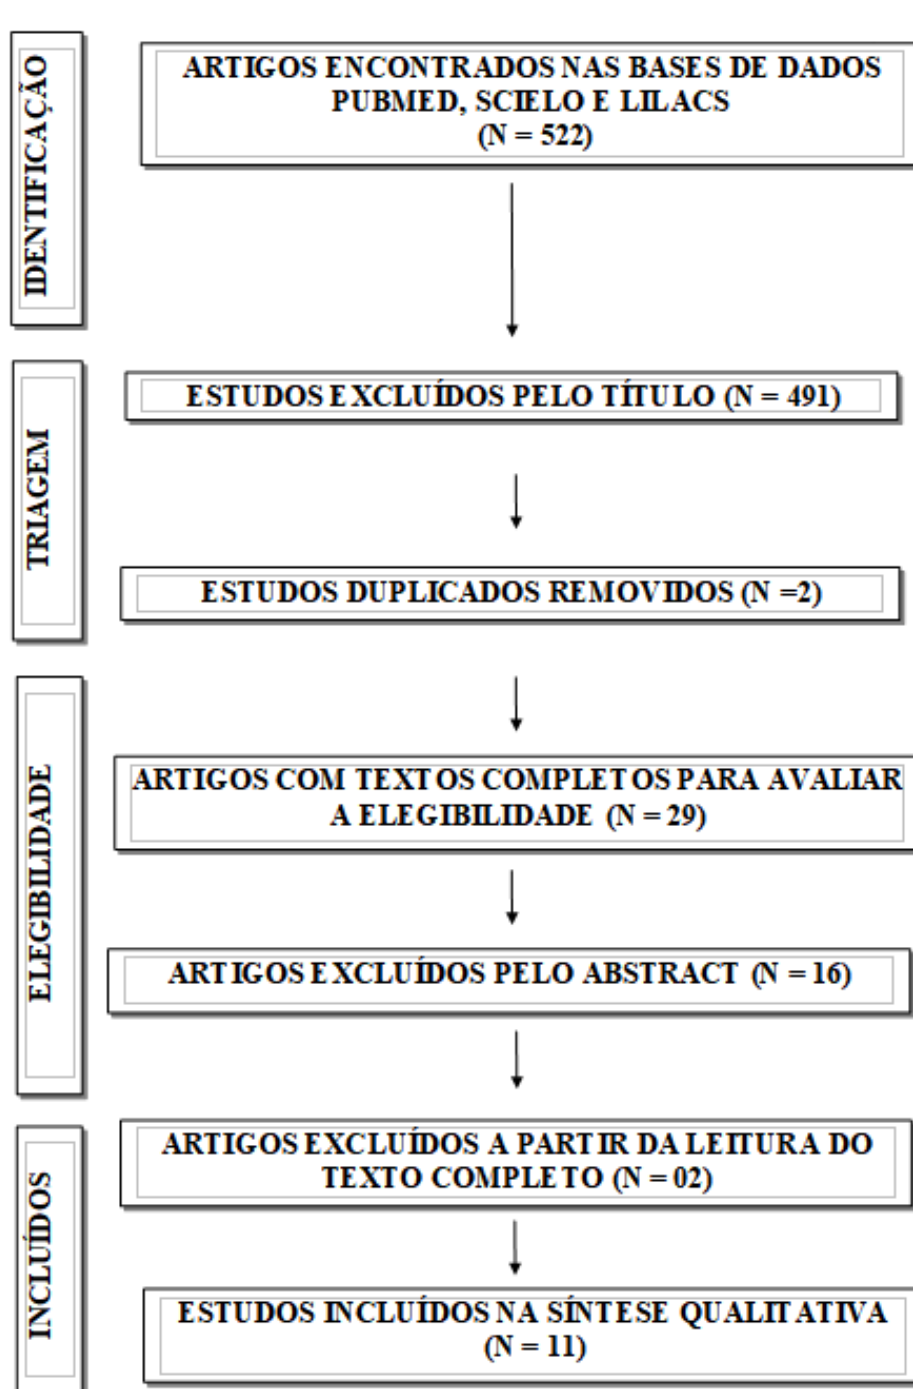 IDENTIFICAÇÃO
ARTIGOS ENCONTRADOS NAS BASES DE DADOS
PUBMED, SCIELO E LILACS
(N = 522)
TRIAGEM
ESTUDOS EXCLUÍDOS PELO TÍTULO (N = 491)
ESTUDOS DUPLICADOS REMOVIDOS (N =2)
ELEGIBILIDADE
ARTIGOS COM TEXTOS COMPLETOS PARA AVALIAR
A ELEGIBILIDADE (N = 29)
ARTIGOS EXCLUÍDOS PELO ABSTRACT (N = 16)
INCLUÍDOS
ARTIGOS EXCLUÍDOS A PARTIR DA LEITURA DO
TEXTO COMPLETO (N = 02)
ESTUDOS INCLUÍDOS NA SÍNTESE QUALITATIVA
(N = 11)